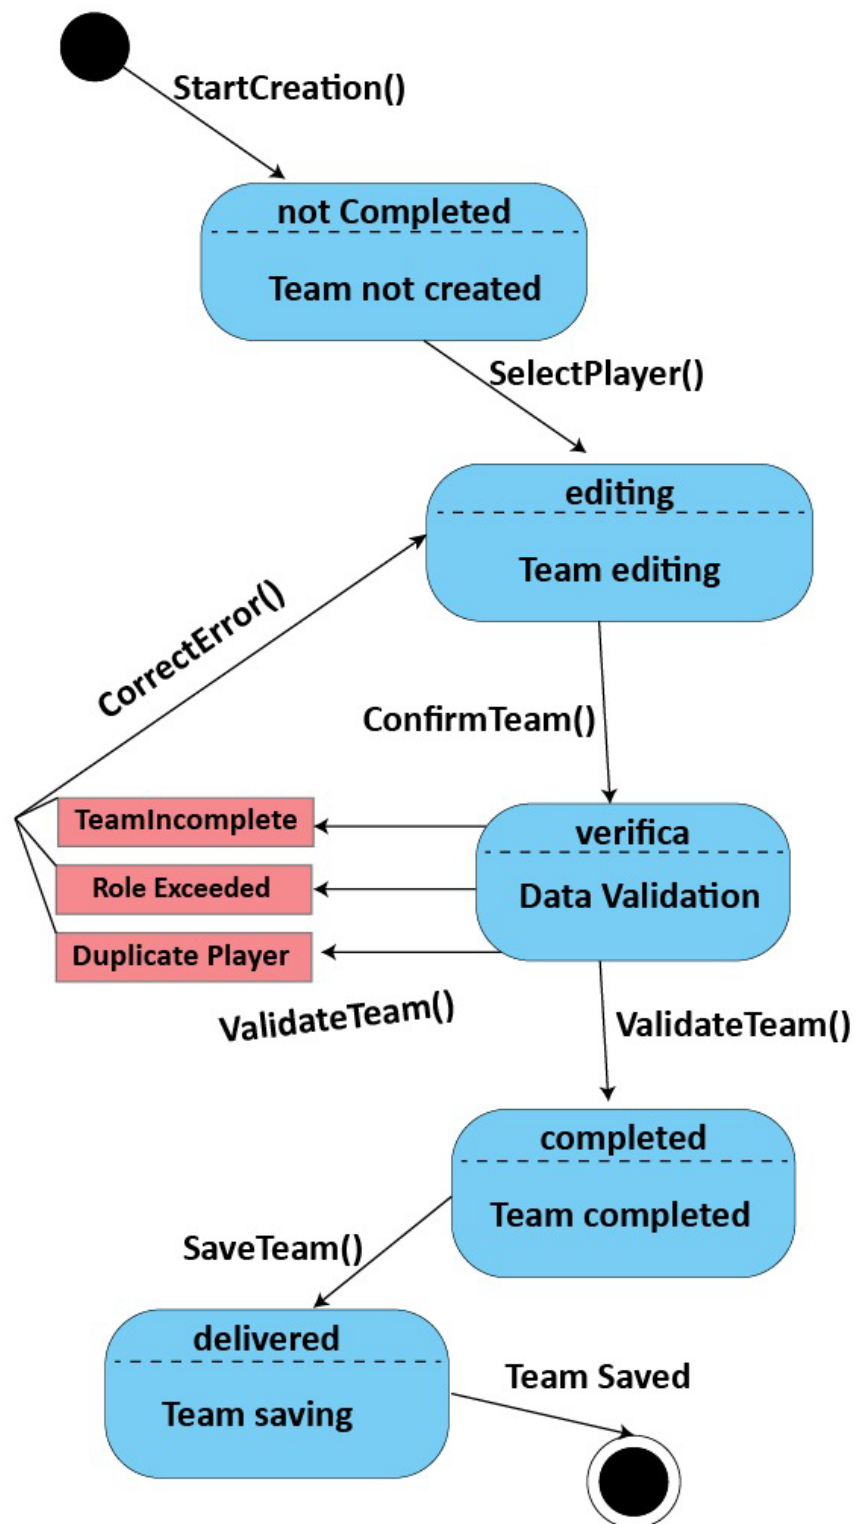 StartCreation()
not Completed
Team not created
SelectPlayer()
editing
Team editing
CorrectError()
ConfirmTeam()
verifica
Data Validation
TeamIncomplete
Role Exceeded
Duplicate Player
ValidateTeam()
ValidateTeam()
completed
Team completed
SaveTeam()
delivered
Team saving
Team Saved